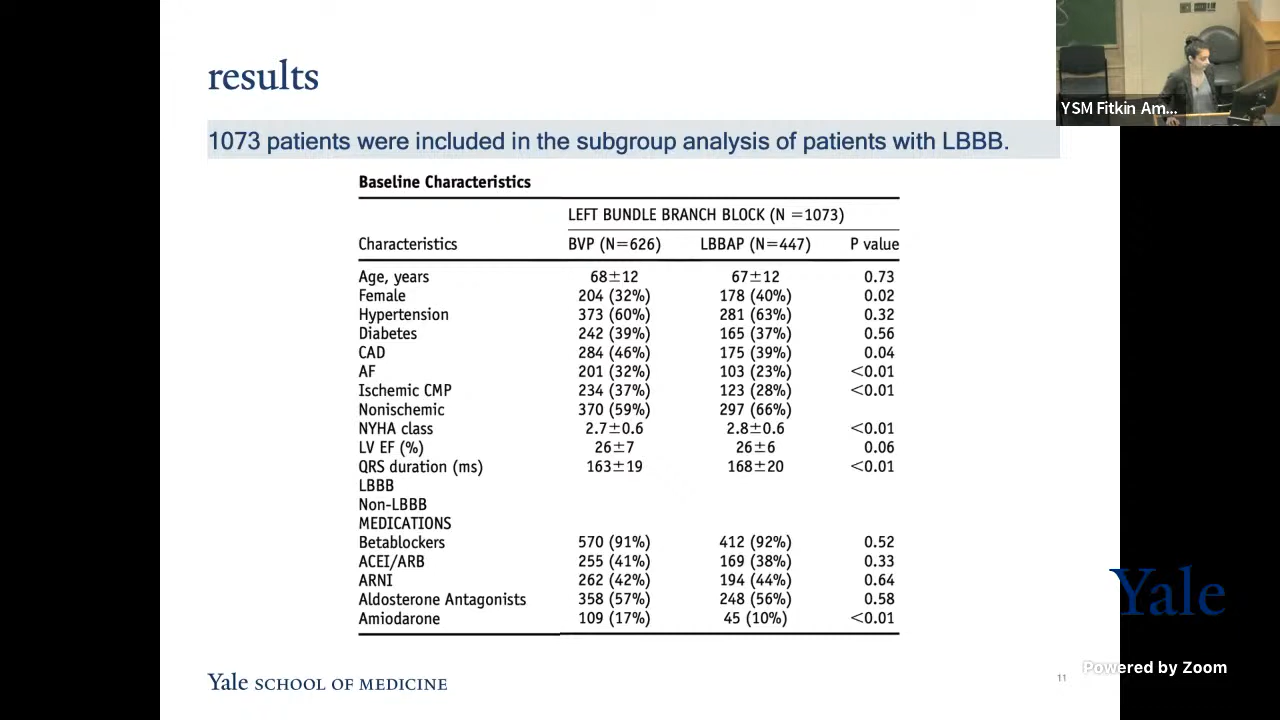 results
YSM Fitkin Am...
1073 patients were included in the subgroup analysis of patients with LBBB.
Baseline Characteristics
LEFT BUNDLE BRANCH BLOCK (N =1073)
Characteristics BVP (N=626) LBBAP (N=447) P value
Age, years 68±12 67±12 0.73
Female 204 (32%) 178 (40%) 0.02
Hypertension 373 (60%) 281 (63%) 0.32
Diabetes 242 (39%) 165 (37%) 0.56
CAD 284 (46%) 175 (39%) 0.04
AF 201 (32%) 103 (23%) <0.01
Ischemic CMP 234 (37%) 123 (28%) <0.01
Nonischemic 370 (59%) 297 (66%)
NYHA class 2.7±0.6 2.8±0.6 <0.01
LV EF (%) 26±7 26±6 0.06
QRS duration (ms) 163±19 168±20 <0.01
LBBB
Non-LBBB
MEDICATIONS
Betablockers 570 (91%) 412 (92%) 0.52
ACEI/ARB 255 (41%) 169 (38%) 0.33
ARNI 262 (42%) 194 (44%) 0.64
Aldosterone Antagonists 358 (57%) 248 (56%) 0.58
Amiodarone 109 (17%) 45 (10%) <0.01
Yale
Powered by Zoom
Yale SCHOOL OF MEDICINE
11